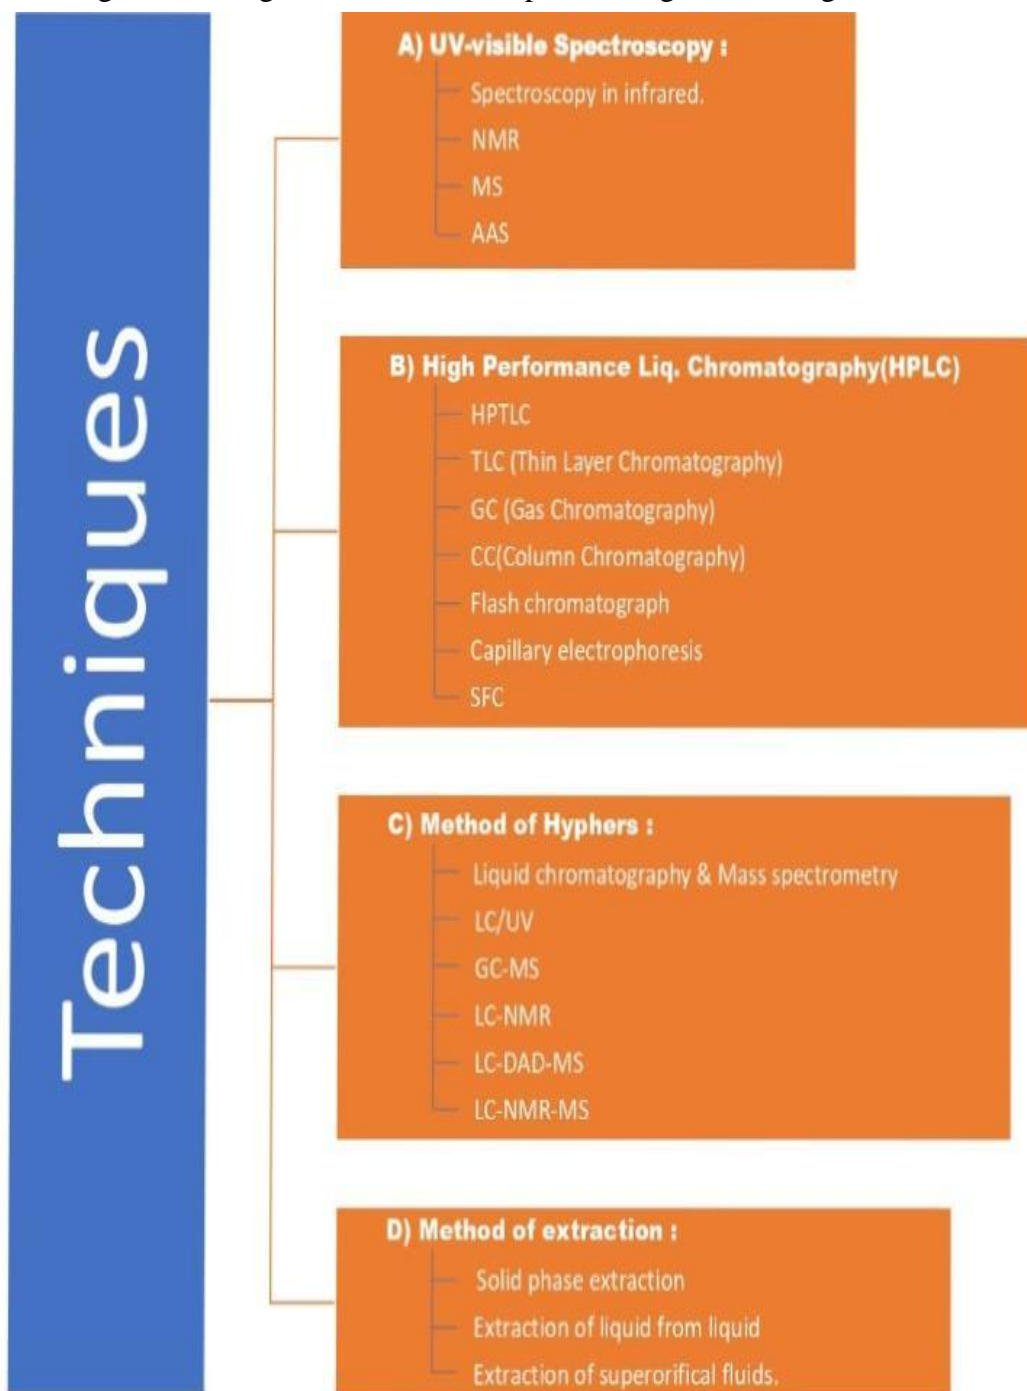 Techniques
A) UV-visible Spectroscopy :
Spectroscopy in infrared.
NMR
MS
AAS
B) High Performance Liq. Chromatography(HPLC)
HPTLC
TLC (Thin Layer Chromatography)
GC (Gas Chromatography)
CC(Column Chromatography)
Flash chromatograph
Capillary electrophoresis
SFC
C) Method of Hyphers :
Liquid chromatography & Mass spectrometry
LC/UV
GC-MS
LC-NMR
LC-DAD-MS
LC-NMR-MS
D) Method of extraction :
Solid phase extraction
Extraction of liquid from liquid
Extraction of superorifical fluids.